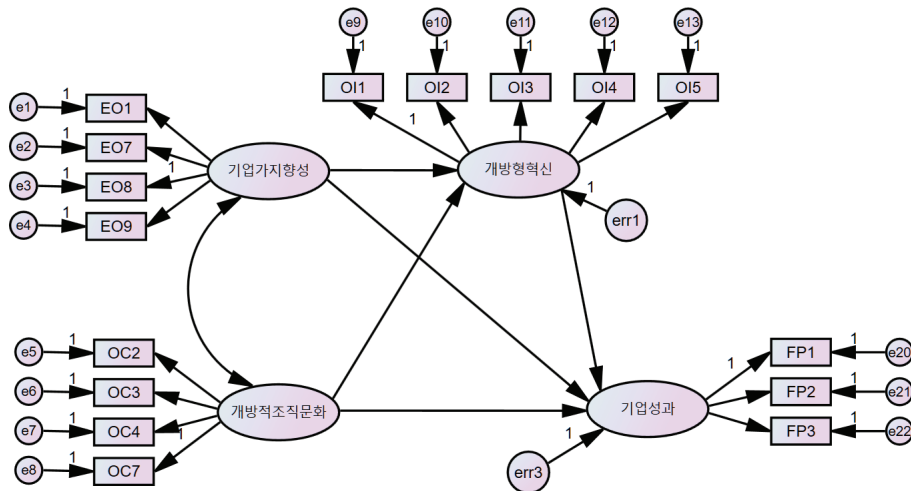 e9
e10
e11
e12
e13
1
1
1
1
1
OI1
OI2
OI3
OI4
OI5
e1
1
EO1
1
e2
1
EO7
e3
1
EO8
1
e4
1
EO9
기업가지향성
개방형혁신
1
err1
e5
1
OC2
e6
1
OC3
e7
1
OC4
1
e8
1
OC7
개방적조직문화
기업성과
1
err3
1
FP1
1
e20
FP2
1
e21
FP3
1
e22